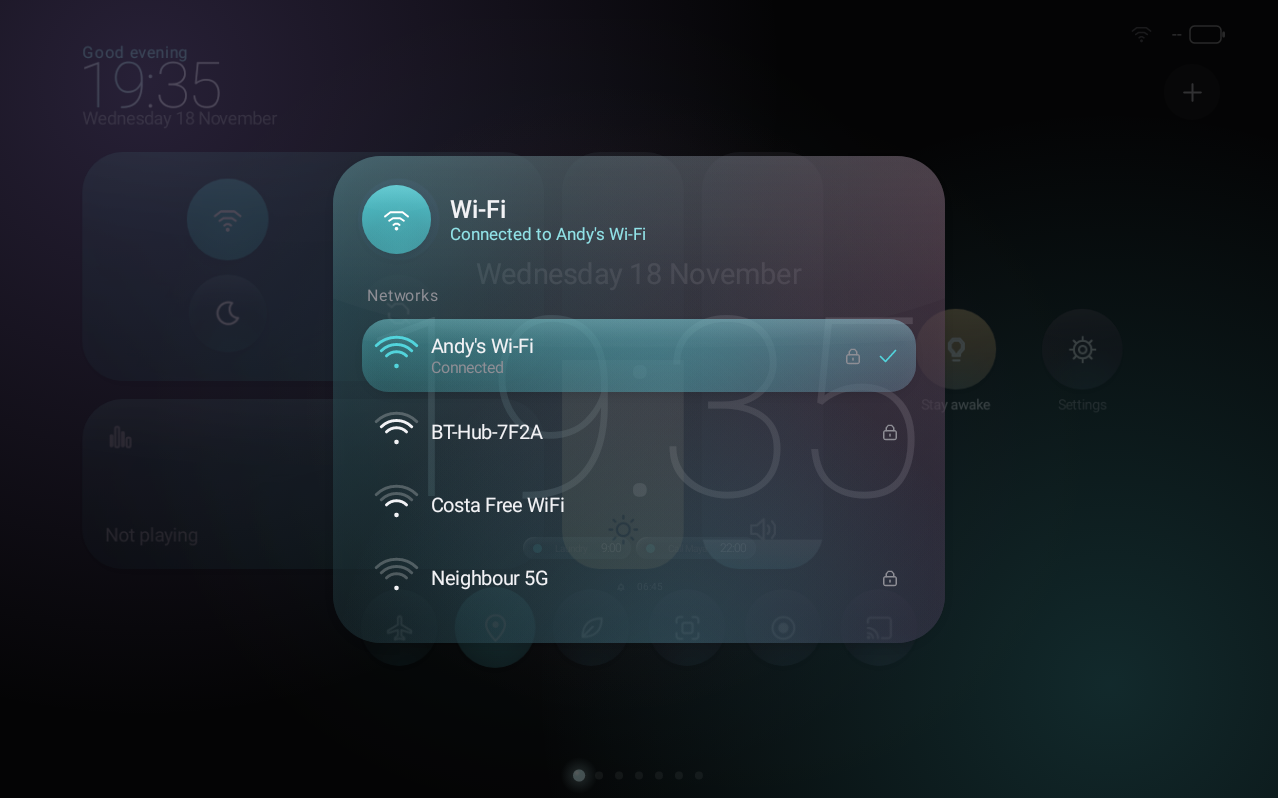 Good evening
19:35
Wednesday 18 November
--
Wi-Fi
Connected to Andy's Wi-Fi
Wednesday 18 November
Networks
19:35
Andy's Wi-Fi
Connected
Stay awake
Settings
BT-Hub-7F2A
Costa Free WiFi
Not playing
9:00
22:00
Neighbour 5G